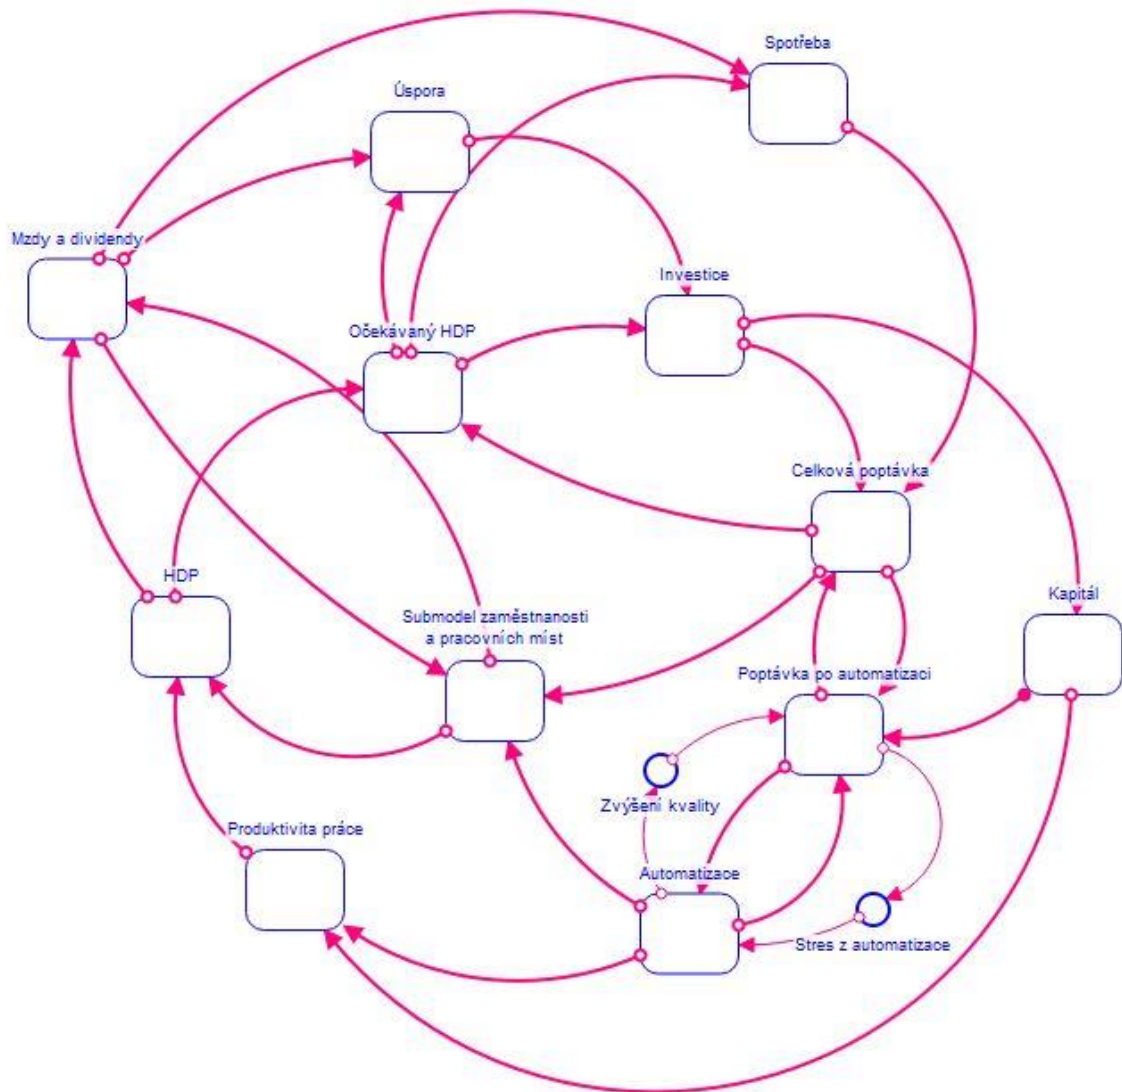 Spotřeba
Úspora
Mzdy a dividendy
Investice
Očekávaný HDP
Celková poptávka
HDP
Submodel zaměstnanosti
a pracovních míst
Kapitál
Poptávka po automatizaci
Zvýšení kvality
Produktivita práce
Automatizace
Stres z automatizace